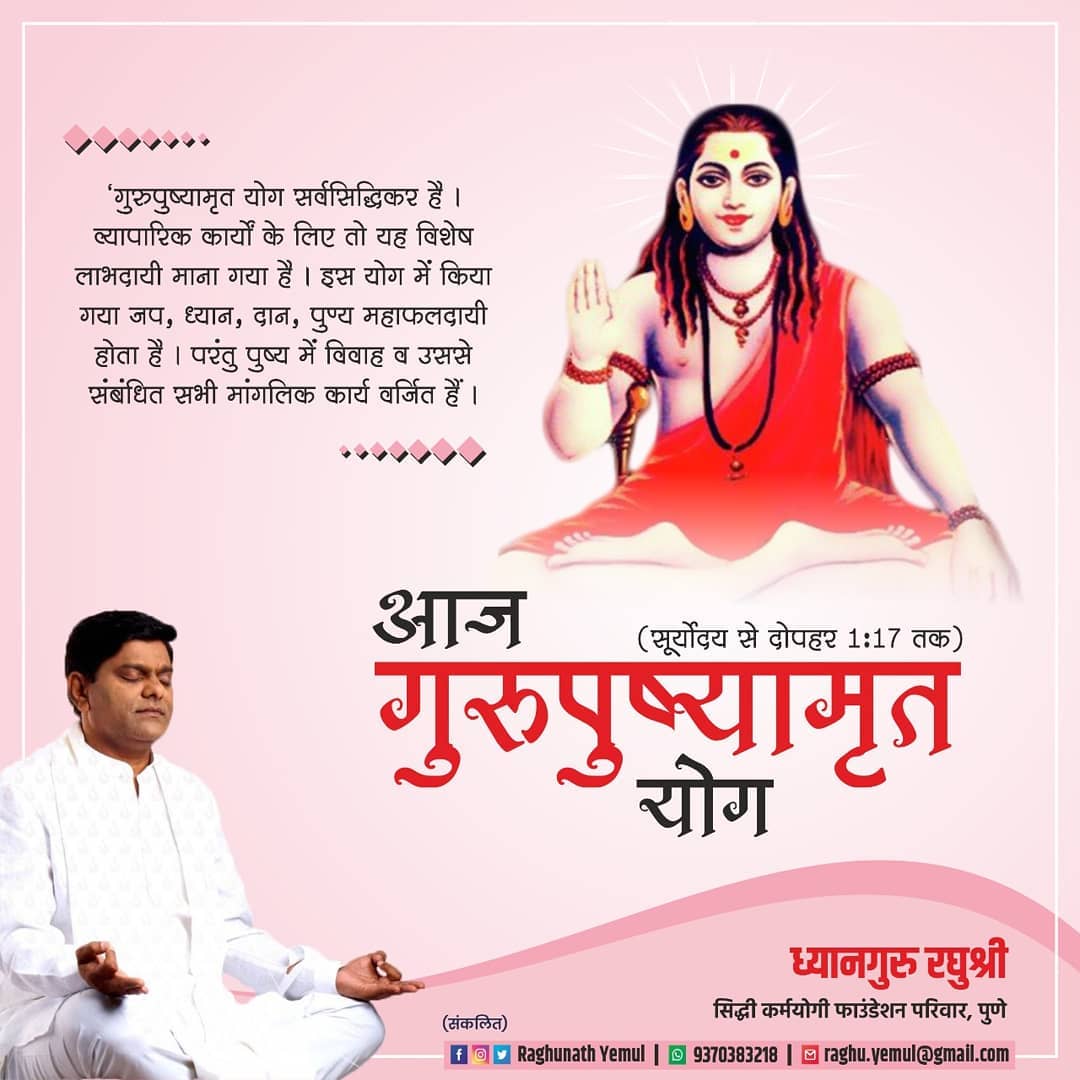 ‘गुरुपुष्यामृत योग सर्वसिद्धिकर है ।
व्यापारिक कार्यों के लिए तो यह विशेष
लाभदायी माना गया है । इस योग में किया
गया जप, ध्यान, दान, पुण्य महाफलदायी
होता है । परंतु पुष्य में विवाह व उससे
संबंधित सभी मांगलिक कार्य वर्जित हैं ।
आज
(सूर्योदय से दोपहर 1:17 तक)
गुरुपुष्यामृत
योग
ध्यानगुरु रघुश्री
सिद्धी कर्मयोगी फाउंडेशन परिवार, पुणे
(संकलित)
Raghunath Yemul | 9370383218 | raghu.yemul@gmail.com